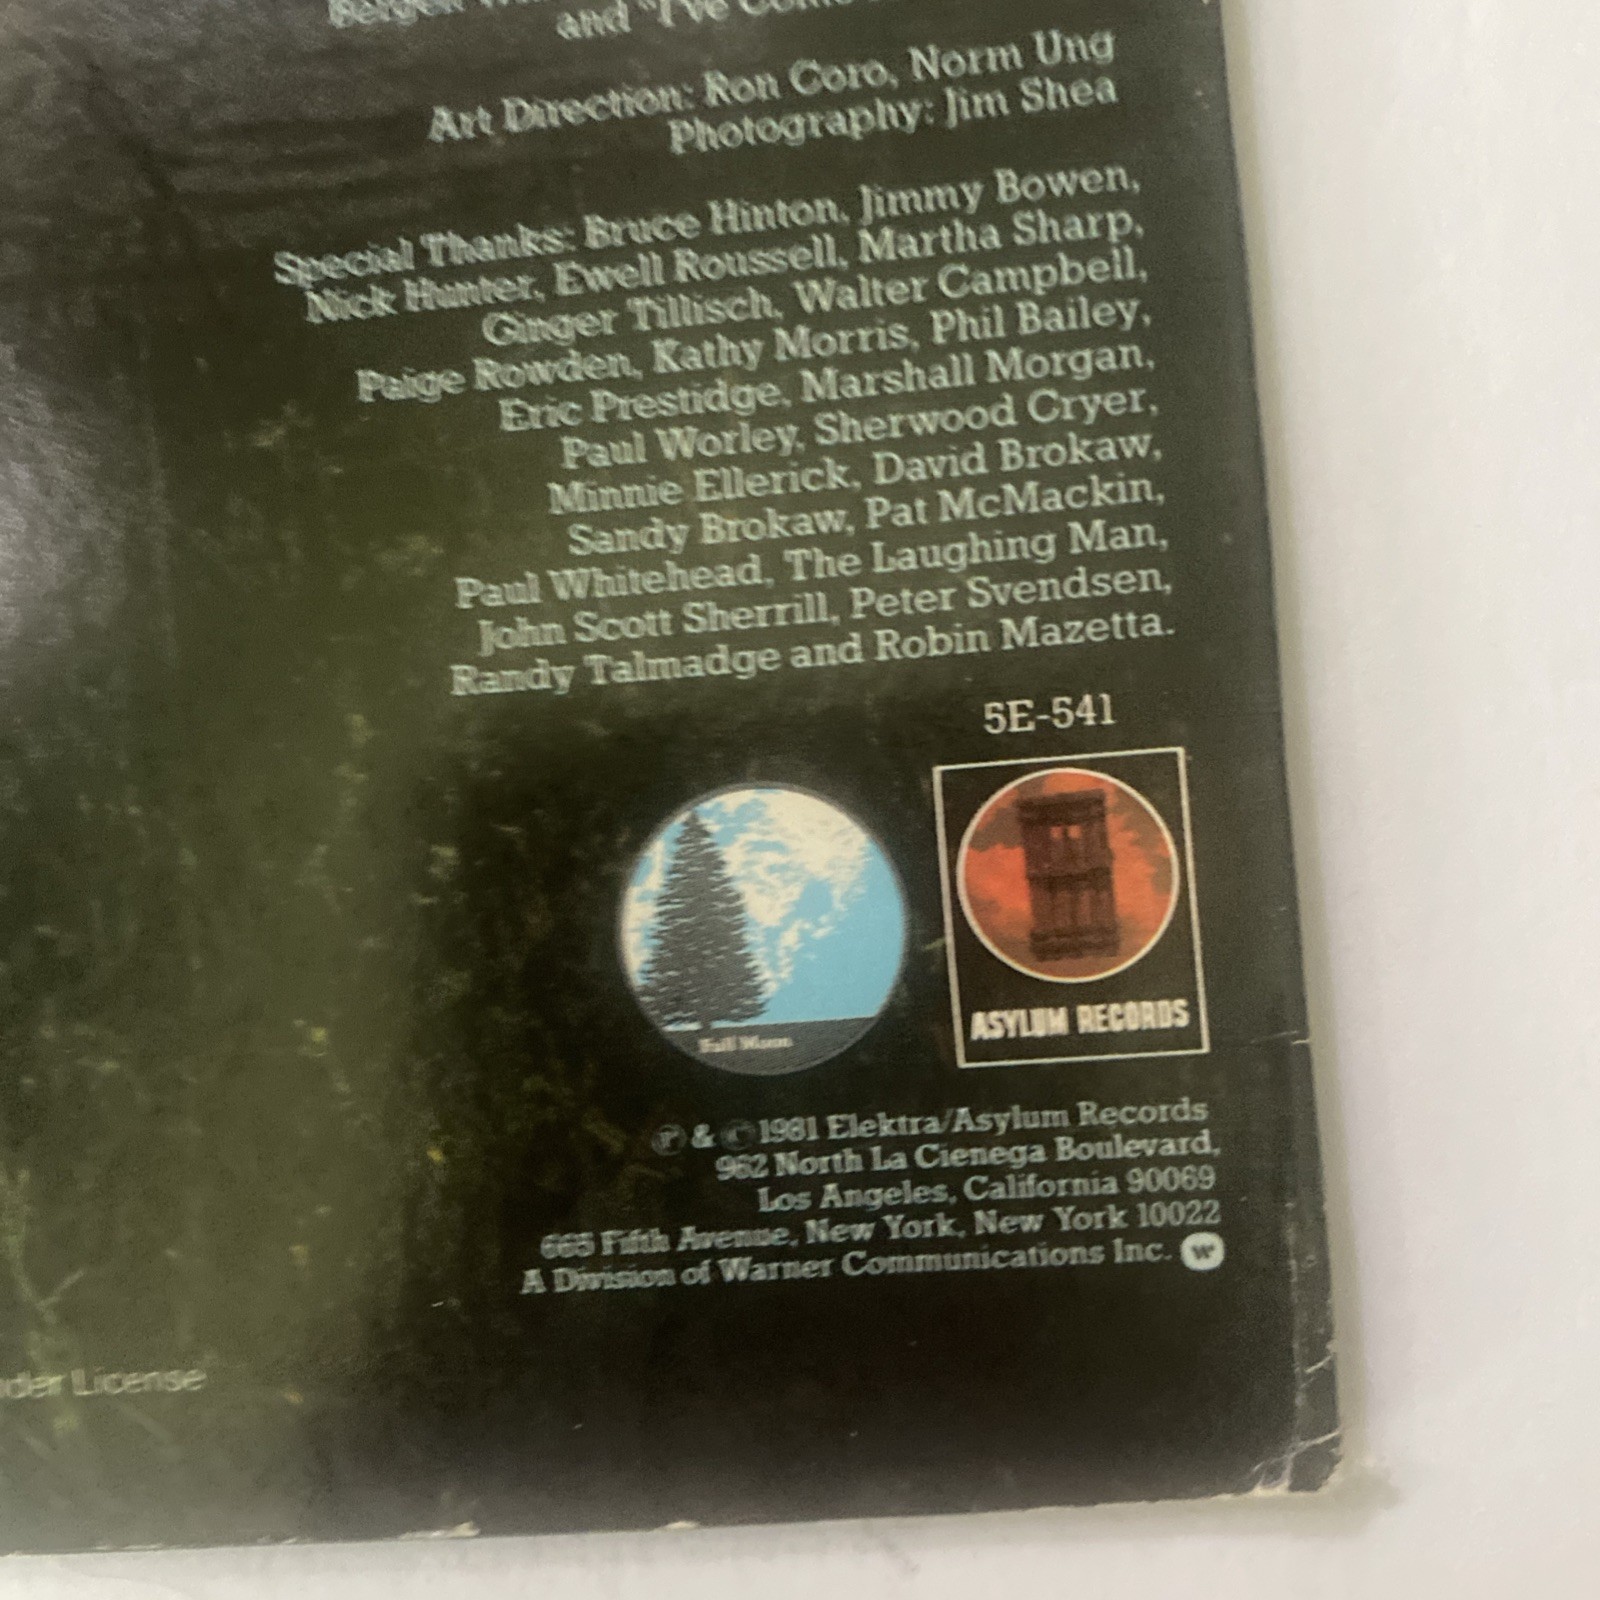 Bergen
and "I've Come
Art Direction: Ron Coro, Norm Ung
Photography: Jim Shea
Special Thanks: Bruce Hinton, Jimmy Bowen,
Nick Hunter, Ewell Roussell, Martha Sharp,
Ginger Tillisch, Walter Campbell,
Paige Rowden, Kathy Morris, Phil Bailey,
Eric Prestidge, Marshall Morgan,
Paul Worley, Sherwood Cryer,
Minnie Ellerick, David Brokaw,
Sandy Brokaw, Pat McMackin,
Paul Whitehead, The Laughing Man,
John Scott Sherrill, Peter Svendsen,
Randy Talmadge and Robin Mazetta.
5E-541
Full Moon
ASYLUM RECORDS
Ⓟ & © 1981 Elektra/Asylum Records
962 North La Cienega Boulevard,
Los Angeles, California 90069
665 Fifth Avenue, New York, New York 10022
A Division of Warner Communications Inc. W
der License